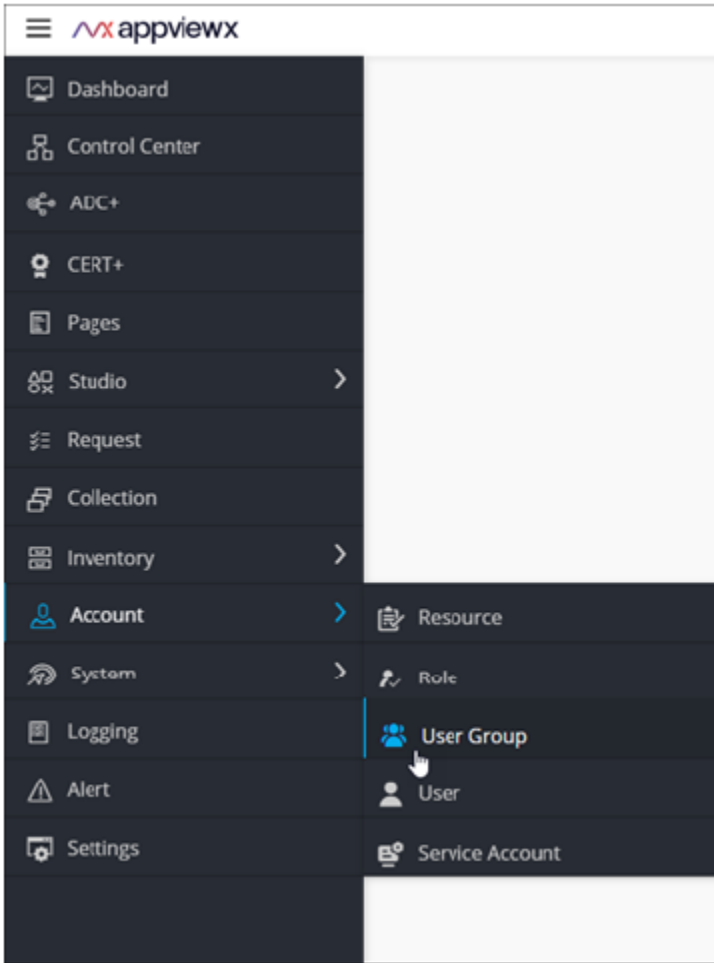 appviewx
Dashboard
Control Center
ADC+
CERT+
Pages
Studio
Request
Collection
Inventory
Account
System
Logging
Alert
Settings
Resource
Role
User Group
User
Service Account